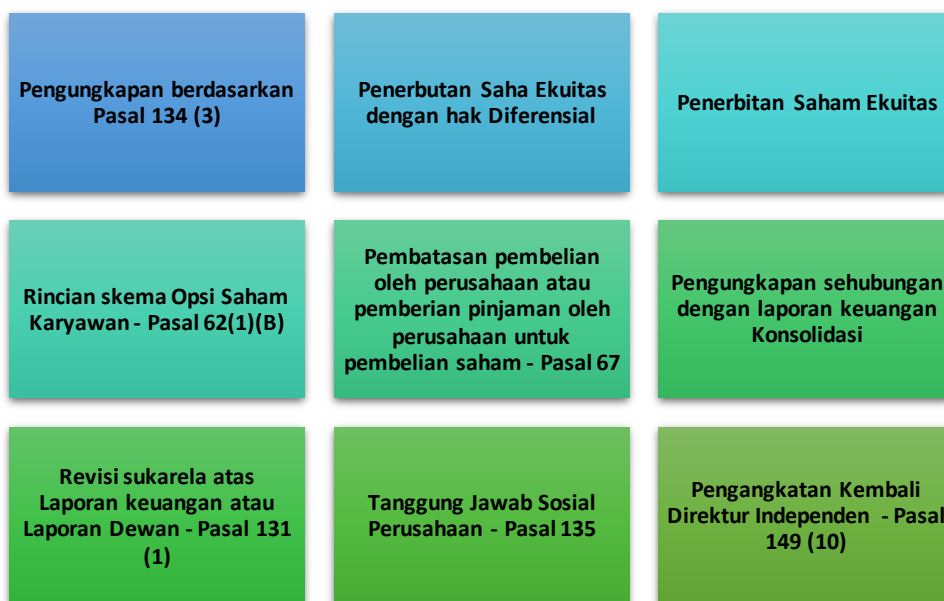 Pengungkapan berdasarkan
Pasal 134 (3)
Penerbutan Saha Ekuitas
dengan hak Diferensial
Penerbitan Saham Ekuitas
Rincian skema Opsi Saham
Karyawan - Pasal 62(1)(B)
Pembatasan pembelian
oleh perusahaan atau
pemberian pinjaman oleh
perusahaan untuk
pembelian saham - Pasal 67
Pengungkapan sehubungan
dengan laporan keuangan
Konsolidasi
Revisi sukarela atas
Laporan keuangan atau
Laporan Dewan - Pasal 131
(1)
Tanggung Jawab Sosial
Perusahaan - Pasal 135
Pengangkatan Kembali
Direktur Independen - Pasal
149 (10)